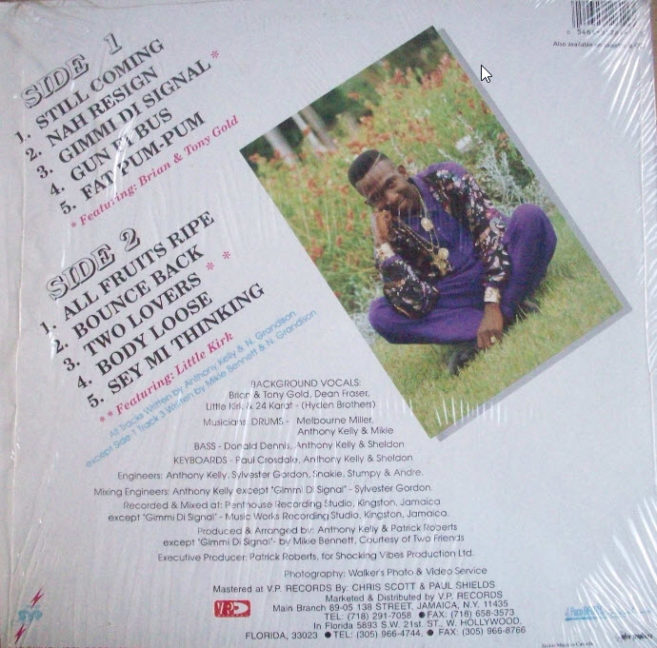 SIDE 1
1. STILL COMING
2. NAH RESIGN
3. GIMMI DI SIGNAL *
4. GUN FI BUS
5. FAT PUM-PUM
* Featuring: Brian & Tony Gold
SIDE 2
1. ALL FRUITS RIPE
2. BOUNCE BACK
3. TWO LOVERS * *
4. BODY LOOSE
5. SEY MI THINKING
* * Featuring: Little Kirk
All Tracks Written by Anthony Kelly & N. Grandison
except Side-1 Track 3 Written by Mikie Bennett & N. Grandison
BACKGROUND VOCALS:
Brian & Tony Gold, Dean Fraser,
Little Kirk & 24 Karat - (Hyclen Brothers)
Musicians: DRUMS - Melbourne Miller,
Anthony Kelly & Mikie
BASS - Donald Dennis, Anthony Kelly & Sheldon
KEYBOARDS - Paul Crosdale, Anthony Kelly & Sheldon
Engineers: Anthony Kelly, Sylvester Gordon, Snakie, Stumpy & Andre.
Mixing Engineers: Anthony Kelly except "Gimmi Di Signal" - Sylvester Gordon.
Recorded & Mixed at: Penthouse Recording Studio, Kingston, Jamaica
except "Gimmi Di Signal" - Music Works Recording Studio, Kingston, Jamaica.
Produced & Arranged by: Anthony Kelly & Patrick Roberts
except "Gimmi Di Signal"- by Mikie Bennett, Courtesy of Two Friends
Executive Producer: Patrick Roberts, for Shocking Vibes Production Ltd.
Photography: Walker's Photo & Video Service
Mastered at V.P. RECORDS By: CHRIS SCOTT & PAUL SHIELDS
Marketed & Distributed by V.P. RECORDS
VP
Main Branch 89-05 138 STREET, JAMAICA, N.Y. 11435
TEL: (718) 291-7058 ● FAX: (718) 658-3573
In Florida 5893 S.W. 21st. ST., W. HOLLYWOOD,
FLORIDA, 33023 ● TEL: (305) 966-4744, ● FAX: (305) 966-8766